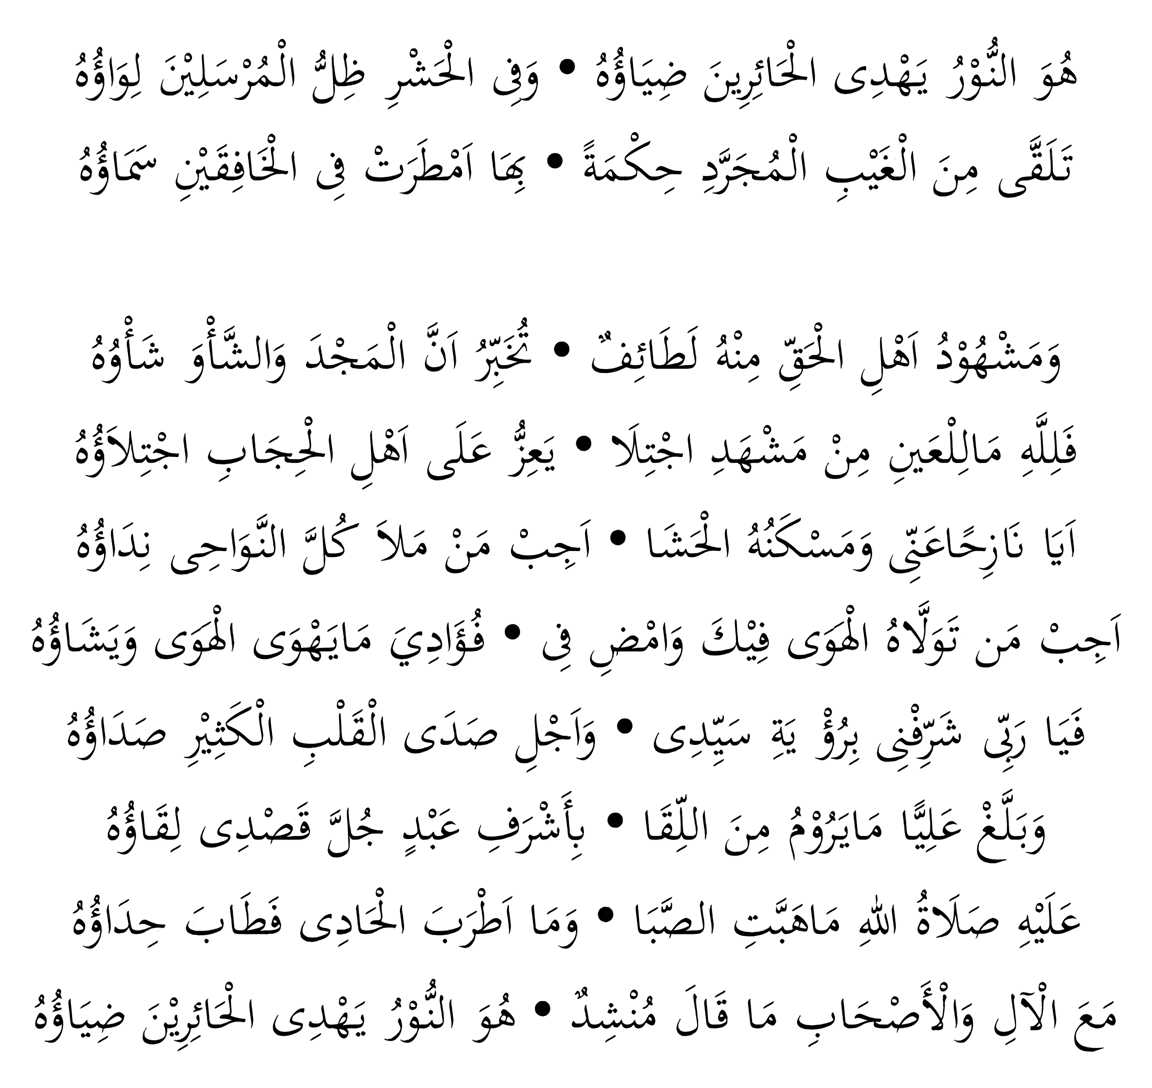 هُوَ النُّوْرُ يَهْدِى الْحَائِرِينَ ضِيَاؤُهُ • وَفِى الْحَشْرِ ظِلُّ الْمُرْسَلِيْنَ لِوَاؤُهُ
تَلَقَّى مِنَ الْغَيْبِ الْمُجَرَّدِ حِكْمَةً • بِهَا اَمْطَرَتْ فِى الْخَافِقَيْنِ سَمَاؤُهُ
وَمَشْهُوْدُ اَهْلِ الْحَقِّ مِنْهُ لَطَائِفٌ • تُخَبِّرُ اَنَّ الْمَجْدَ وَالشَّأْوَ شَأْوُهُ
فَلِلَّهِ مَالِلْعَينِ مِنْ مَشْهَدِ اجْتِلَا • يَعِزُّ عَلَى اَهْلِ الْحِجَابِ اجْتِلاَؤُهُ
اَيَا نَازِحًاعَنِّى وَمَسْكَنُهُ الْحَشَا • اَجِبْ مَنْ مَلاَ كُلَّ النَّوَاحِى نِدَاؤُهُ
اَجِبْ مَن تَوَلَّاهُ الْهَوَى فِيْكَ وَامْضِ فِى • فُؤَادِيَ مَايَهْوَى الْهَوَى وَيَشَاؤُهُ
فَيَا رَبِّى شَرِّفْنِى بِرُؤْ يَةِ سَيِّدِى • وَاَجْلِ صَدَى الْقَلْبِ الْكَثِيْرِ صَدَاؤُهُ
وَبَلَّغْ عَلِيًّا مَايَرُوْمُ مِنَ اللِّقَا • بِأَشْرَفِ عَبْدٍ جُلَّ قَصْدِى لِقَاؤُهُ
عَلَيْهِ صَلَاةُ اللهِ مَاهَبَّتِ الصَّبَا • وَمَا اَطْرَبَ الْحَادِى فَطَابَ حِدَاؤُهُ
مَعَ الْآلِ وَالْأَصْحَابِ مَا قَالَ مُنْشِدٌ • هُوَ النُّوْرُ يَهْدِى الْحَائِرِيْنَ ضِيَاؤُهُ